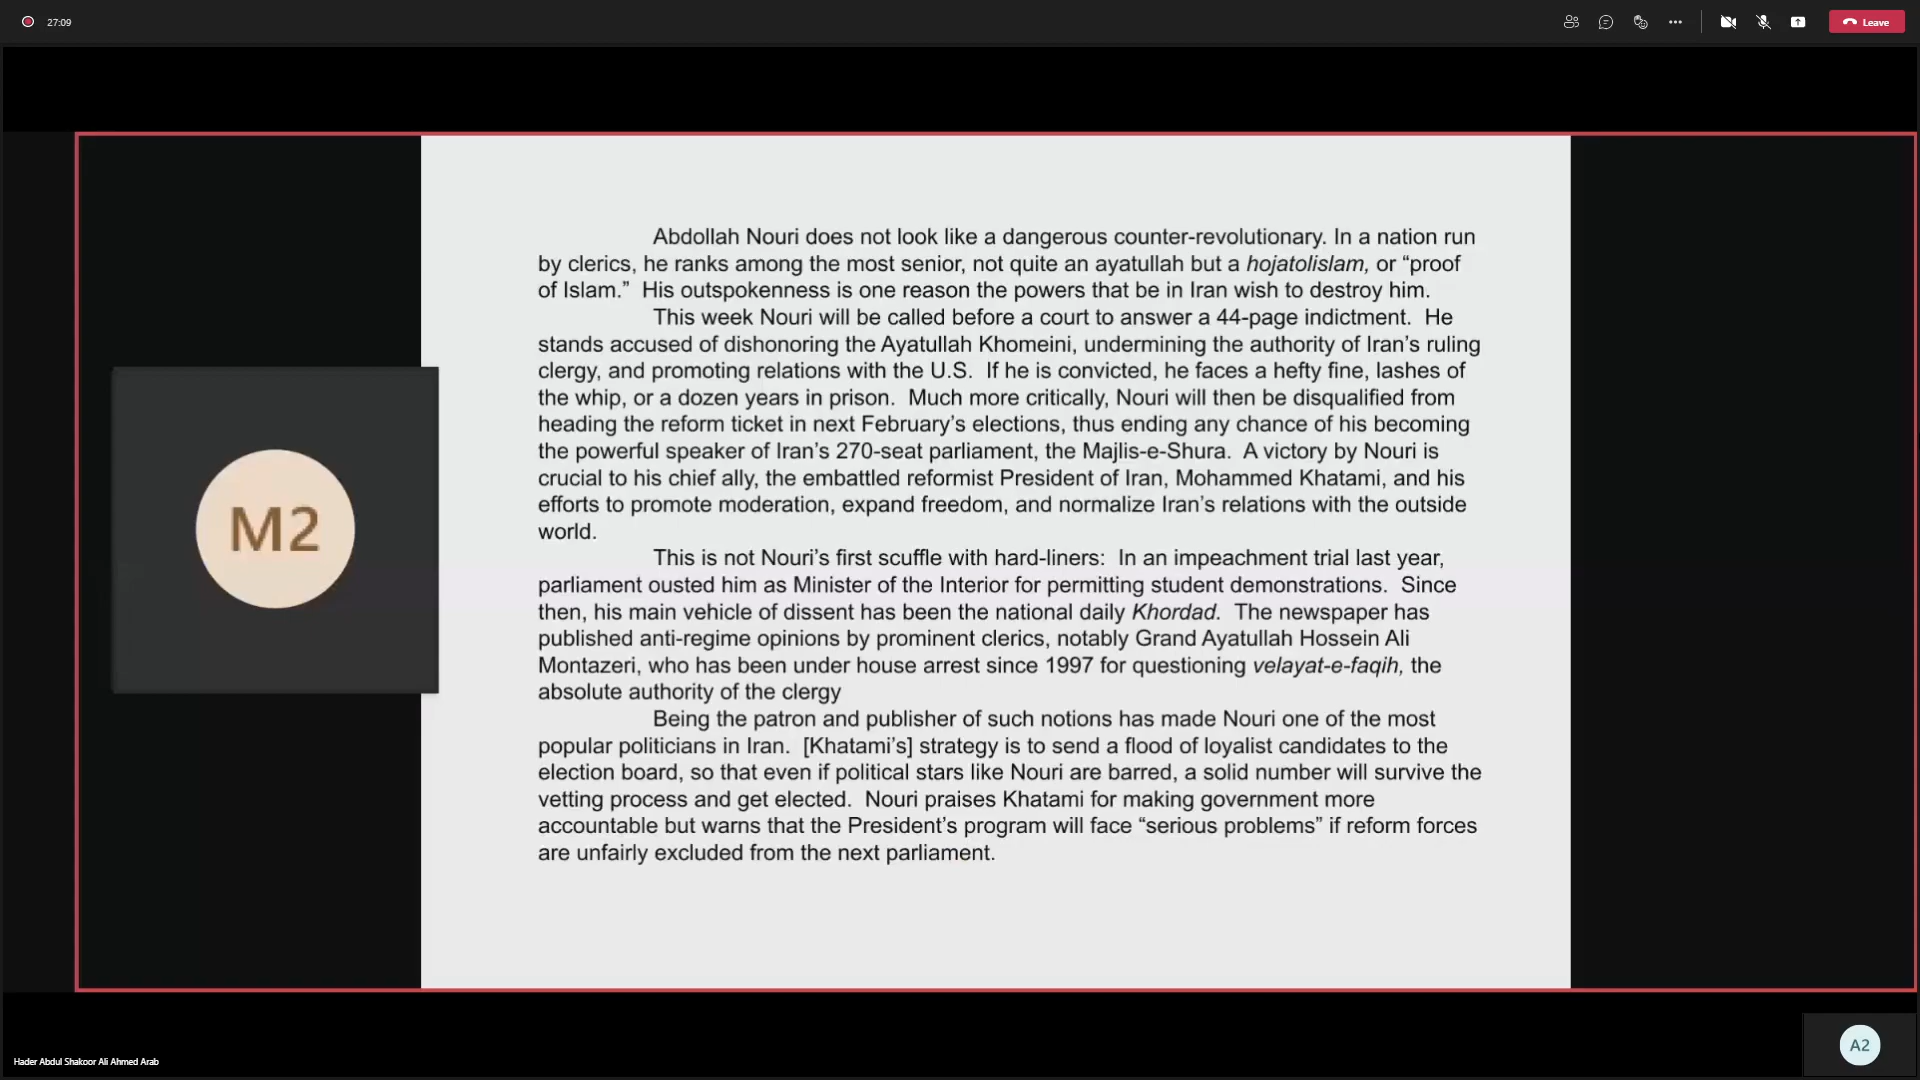 27:09
Leave
Abdollah Nouri does not look like a dangerous counter-revolutionary. In a nation run
by clerics, he ranks among the most senior, not quite an ayatullah but a hojatolislam, or “proof
of Islam.”  His outspokenness is one reason the powers that be in Iran wish to destroy him.
This week Nouri will be called before a court to answer a 44-page indictment.  He
stands accused of dishonoring the Ayatullah Khomeini, undermining the authority of Iran’s ruling
clergy, and promoting relations with the U.S.  If he is convicted, he faces a hefty fine, lashes of
the whip, or a dozen years in prison.  Much more critically, Nouri will then be disqualified from
heading the reform ticket in next February’s elections, thus ending any chance of his becoming
the powerful speaker of Iran’s 270-seat parliament, the Majlis-e-Shura.  A victory by Nouri is
crucial to his chief ally, the embattled reformist President of Iran, Mohammed Khatami, and his
efforts to promote moderation, expand freedom, and normalize Iran’s relations with the outside
world.
This is not Nouri’s first scuffle with hard-liners:  In an impeachment trial last year,
parliament ousted him as Minister of the Interior for permitting student demonstrations.  Since
then, his main vehicle of dissent has been the national daily Khordad.  The newspaper has
published anti-regime opinions by prominent clerics, notably Grand Ayatullah Hossein Ali
Montazeri, who has been under house arrest since 1997 for questioning velayat-e-faqih, the
absolute authority of the clergy
Being the patron and publisher of such notions has made Nouri one of the most
popular politicians in Iran.  [Khatami’s] strategy is to send a flood of loyalist candidates to the
election board, so that even if political stars like Nouri are barred, a solid number will survive the
vetting process and get elected.  Nouri praises Khatami for making government more
accountable but warns that the President’s program will face “serious problems” if reform forces
are unfairly excluded from the next parliament.
M2
A2
Hader Abdul Shakoor Ali Ahmed Arab